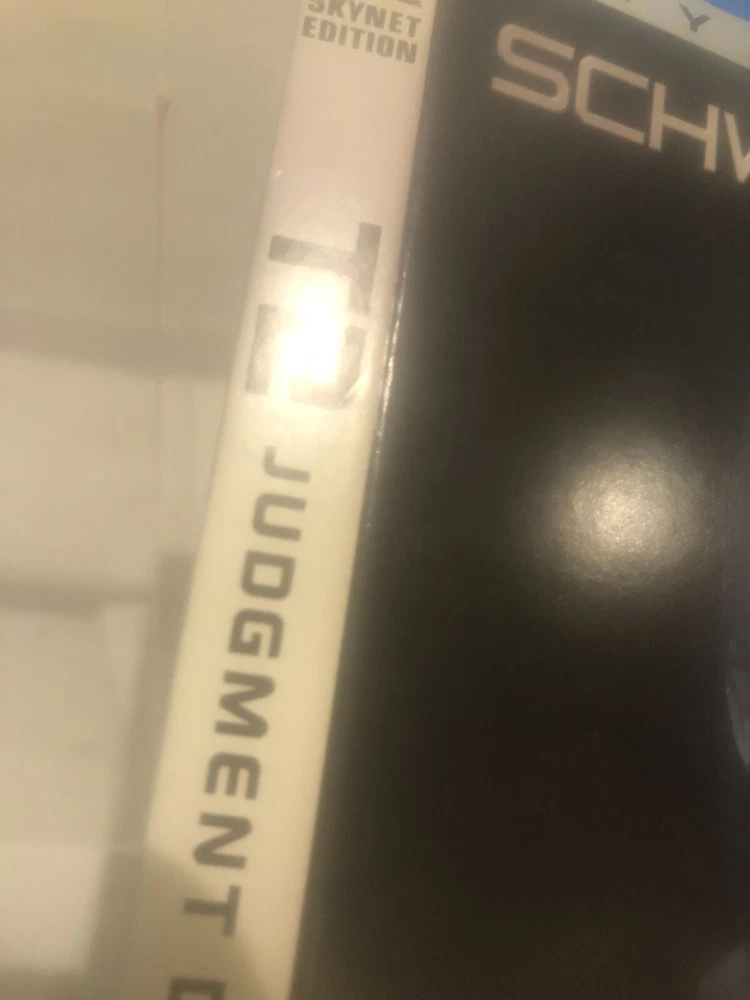 SKYNET
EDITION
T2 JUDGMENT D
SCHW
Y